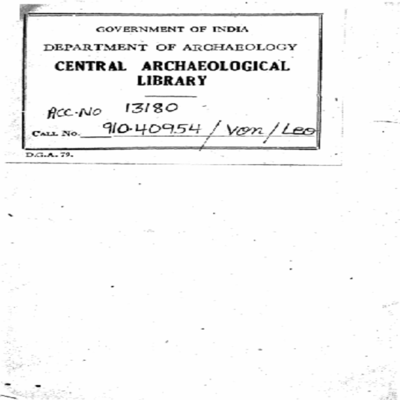 GOVERNMENT OF INDIA
DEPARTMENT OF ARCHAEOLOGY
CENTRAL ARCHAEOLOGICAL
LIBRARY
ACC-NO 13180
CALL No. 910.40954/Von/Leo
D.G.A. 79.